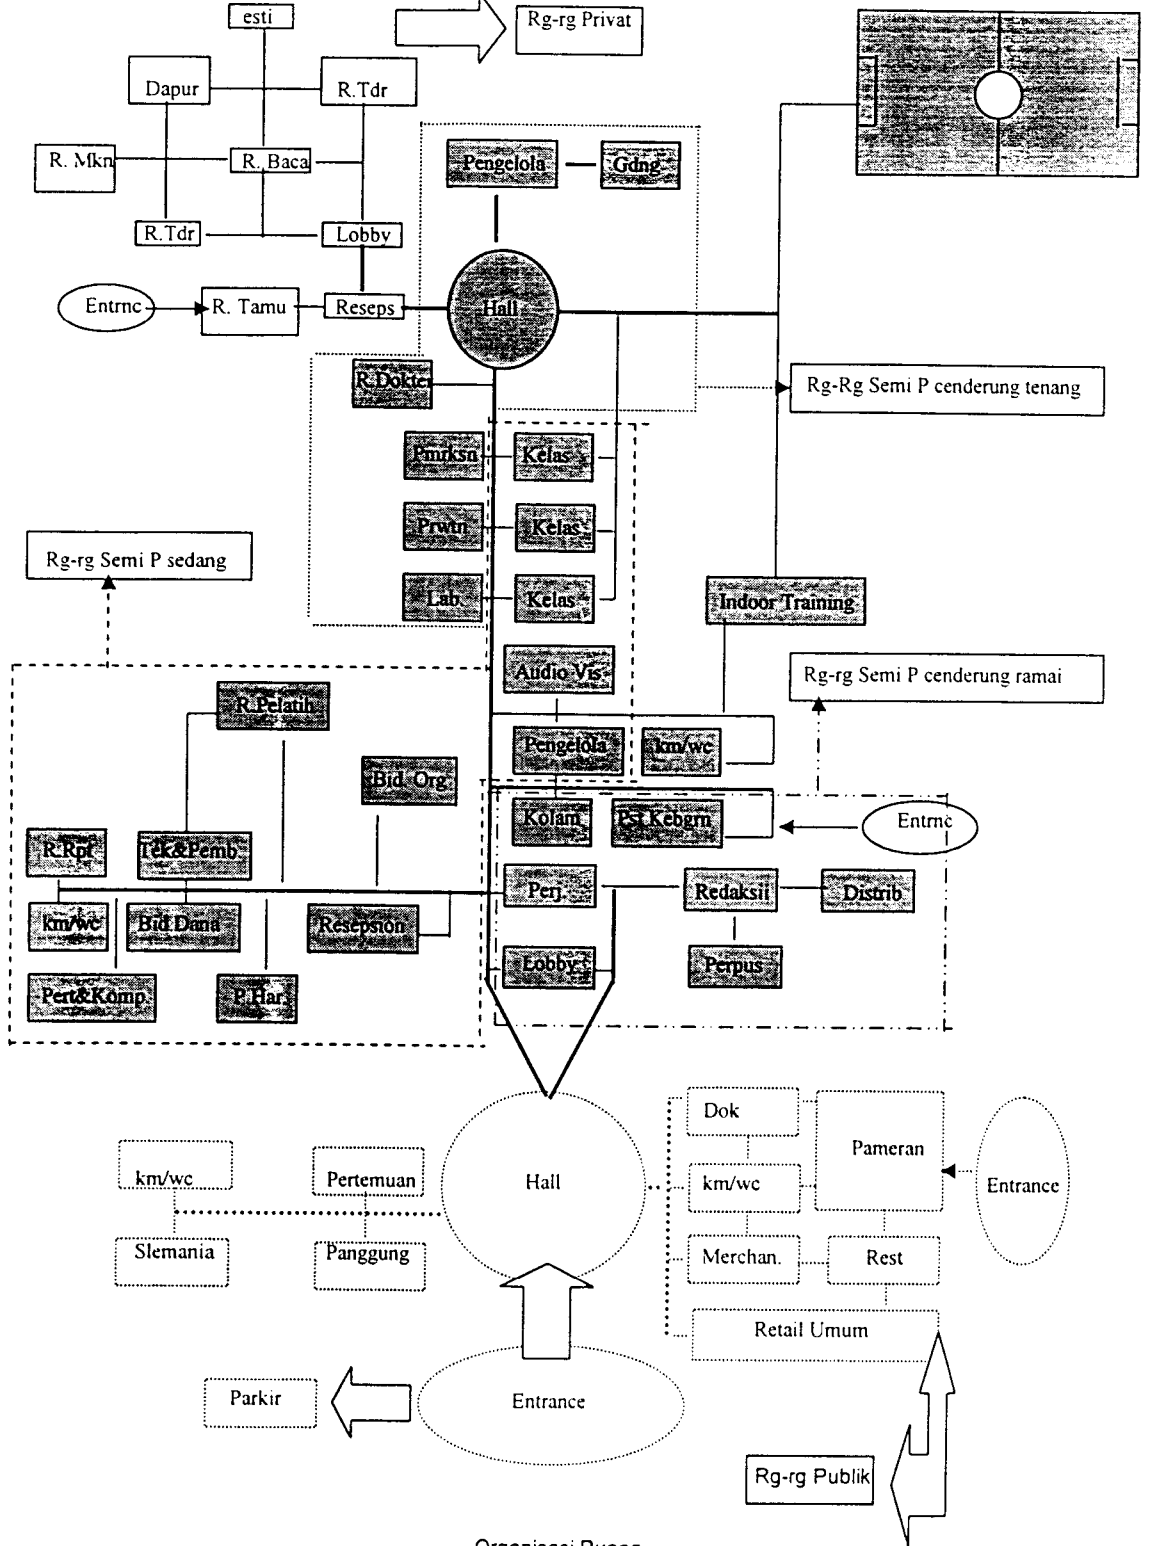 esti
Rg-rg Privat
Dapur
R.Tdr
R. Mkn
R. Baca
Pengelola
Gdng
R.Tdr
Lobby
Entrnc
R. Tamu
Reseps
Hall
R.Dokter
Rg-Rg Semi P cenderung tenang
Pmrksn
Kelas
Prwtn
Kelas
Rg-rg Semi P sedang
Lab.
Kelas
Indoor Training
Audio Vis
Rg-rg Semi P cenderung ramai
R.Pelatih
Pengelola
km/wc
Bid. Org
Kolam
Pst Kebgrn
Entrnc
R.Rpt
Tek&Pemb.
Perj.
Redaksii
Distrib
km/wc
Bid.Dana
Resepsion
Lobby
Perpus
Pert&Komp.
P.Har.
Dok
Pameran
km/wc
Pertemuan
Hall
km/wc
Entrance
Slemania
Panggung
Merchan.
Rest
Retail Umum
Parkir
Entrance
Rg-rg Publik